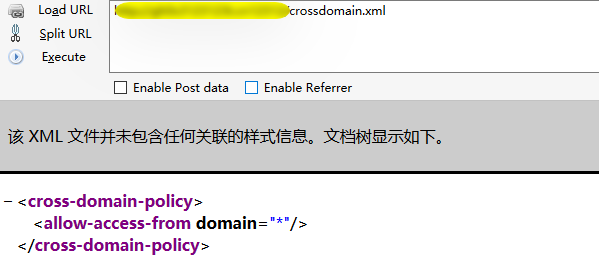 Load URL
/crossdomain.xml
Split URL
Execute
Enable Post data Enable Referrer
该 XML 文件并未包含任何关联的样式信息。文档树显示如下。
− <cross-domain-policy>
<allow-access-from domain="*"/>
</cross-domain-policy>